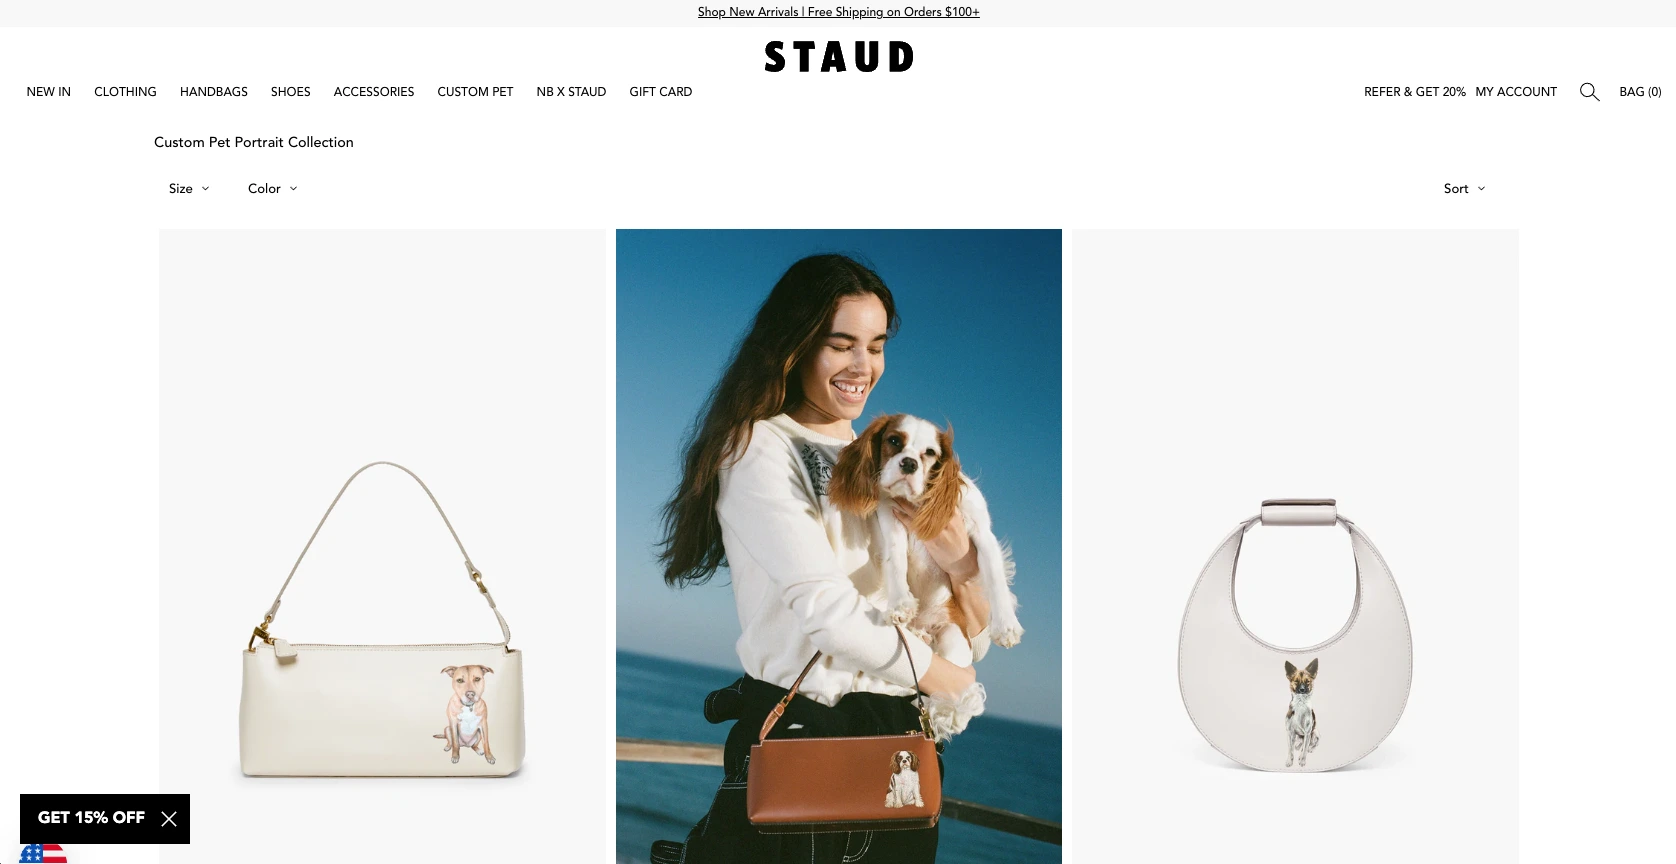 Shop New Arrivals | Free Shipping on Orders $100+
STAUD
NEW IN CLOTHING HANDBAGS SHOES ACCESSORIES CUSTOM PET NB X STAUD GIFT CARD REFER & GET 20% MY ACCOUNT BAG (0)
Custom Pet Portrait Collection
Size Color Sort
GET 15% OFF